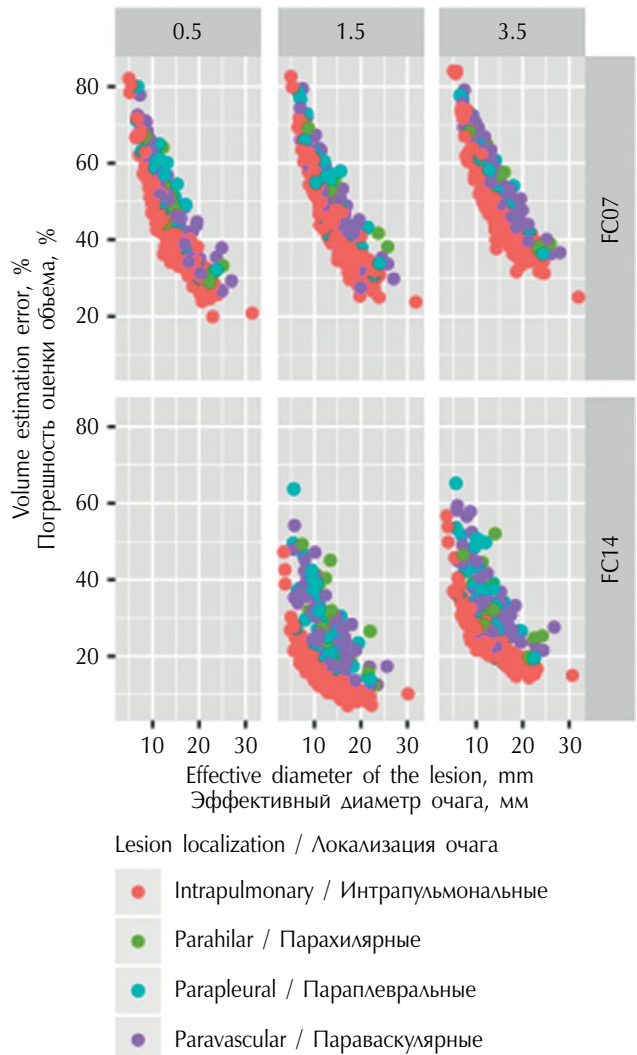 0.5 1.5 3.5
80
60
40
20
FC07
80
60
40
20
FC14
Volume estimation error, %
Погрешность оценки объема, %
10 20 30 10 20 30 10 20 30
Effective diameter of the lesion, mm
Эффективный диаметр очага, мм
Lesion localization / Локализация очага
Intrapulmonary / Интрапульмональные
Parahilar / Парахилярные
Parapleural / Параплевральные
Paravascular / Параваскулярные